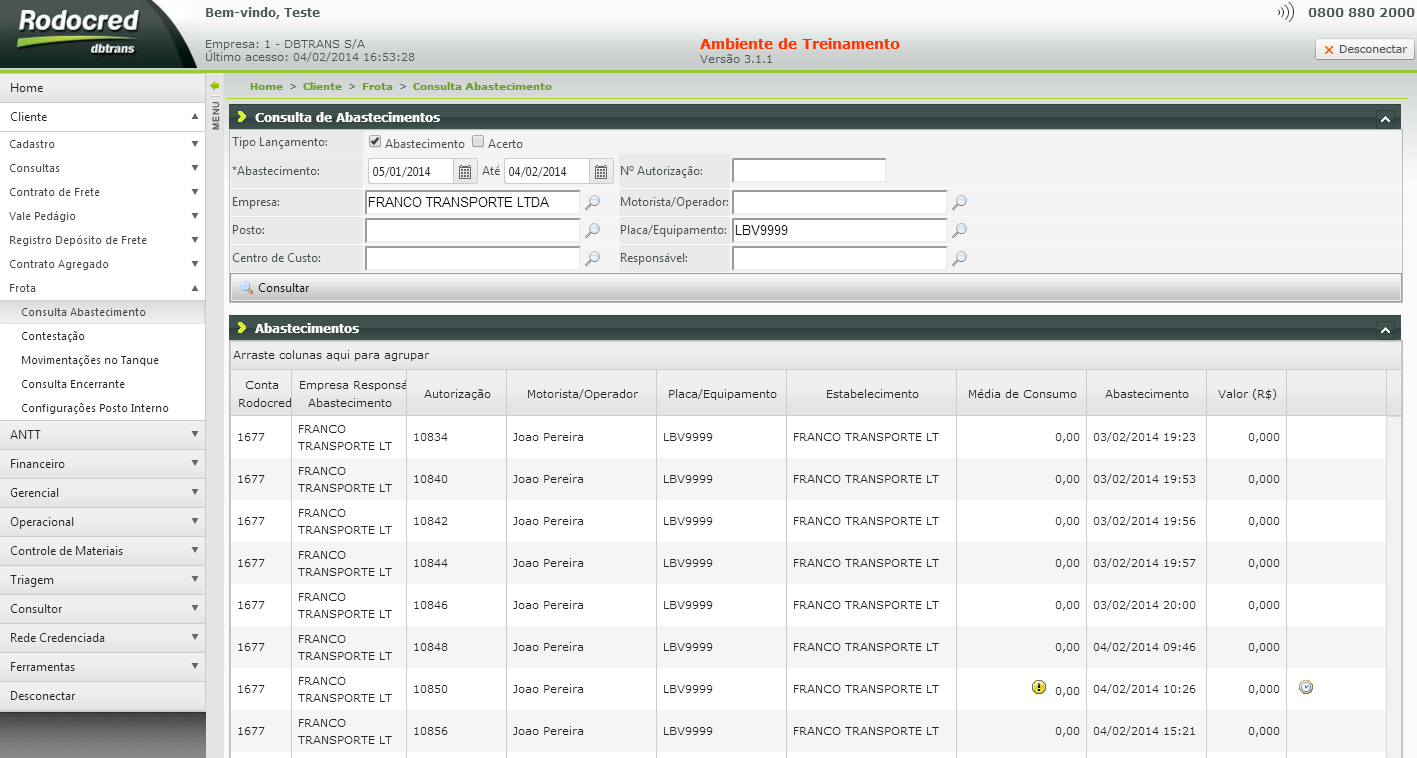 Rodocred
dbtrans
Bem-vindo, Teste
0800 880 2000
Empresa: 1 - DBTRANS S/A
Último acesso: 04/02/2014 16:53:28
Ambiente de Treinamento
Versão 3.1.1
Desconectar
Home
Cliente
Cadastro
Consultas
Contrato de Frete
Vale Pedágio
Registro Depósito de Frete
Contrato Agregado
Frota
Consulta Abastecimento
Contestação
Movimentações no Tanque
Consulta Encerrante
Configurações Posto Interno
ANTT
Financeiro
Gerencial
Operacional
Controle de Materiais
Triagem
Consultor
Rede Credenciada
Ferramentas
Desconectar
MENU
Home > Cliente > Frota > Consulta Abastecimento
Consulta de Abastecimentos
Tipo Lançamento: Abastecimento Acerto
*Abastecimento: 05/01/2014 Até 04/02/2014 Nº Autorização:
Empresa: FRANCO TRANSPORTE LTDA Motorista/Operador:
Posto: Placa/Equipamento: LBV9999
Centro de Custo: Responsável:
Consultar
Abastecimentos
Arraste colunas aqui para agrupar
Conta Rodocred Empresa Responsá Abastecimento Autorização Motorista/Operador Placa/Equipamento Estabelecimento Média de Consumo Abastecimento Valor (R$)
1677 FRANCO TRANSPORTE LT 10834 Joao Pereira LBV9999 FRANCO TRANSPORTE LT 0,00 03/02/2014 19:23 0,000
1677 FRANCO TRANSPORTE LT 10840 Joao Pereira LBV9999 FRANCO TRANSPORTE LT 0,00 03/02/2014 19:53 0,000
1677 FRANCO TRANSPORTE LT 10842 Joao Pereira LBV9999 FRANCO TRANSPORTE LT 0,00 03/02/2014 19:56 0,000
1677 FRANCO TRANSPORTE LT 10844 Joao Pereira LBV9999 FRANCO TRANSPORTE LT 0,00 03/02/2014 19:57 0,000
1677 FRANCO TRANSPORTE LT 10846 Joao Pereira LBV9999 FRANCO TRANSPORTE LT 0,00 03/02/2014 20:00 0,000
1677 FRANCO TRANSPORTE LT 10848 Joao Pereira LBV9999 FRANCO TRANSPORTE LT 0,00 04/02/2014 09:46 0,000
1677 FRANCO TRANSPORTE LT 10850 Joao Pereira LBV9999 FRANCO TRANSPORTE LT 0,00 04/02/2014 10:26 0,000
1677 FRANCO TRANSPORTE LT 10856 Joao Pereira LBV9999 FRANCO TRANSPORTE LT 0,00 04/02/2014 15:21 0,000